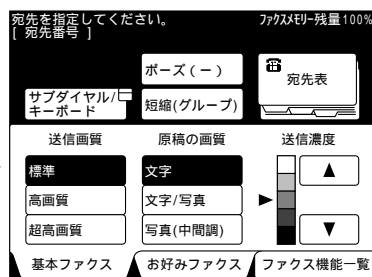 宛先を指定してください。
ﾌｧｸｽﾒﾓﾘｰ残量100%
[ 宛先番号 ]
ポーズ(－)
宛先表
サブダイヤル/
キーボード
短縮(グループ)
送信画質
原稿の画質
送信濃度
標準
文字
高画質
文字/写真
超高画質
写真(中間調)
基本ファクス
お好みファクス
ファクス機能一覧